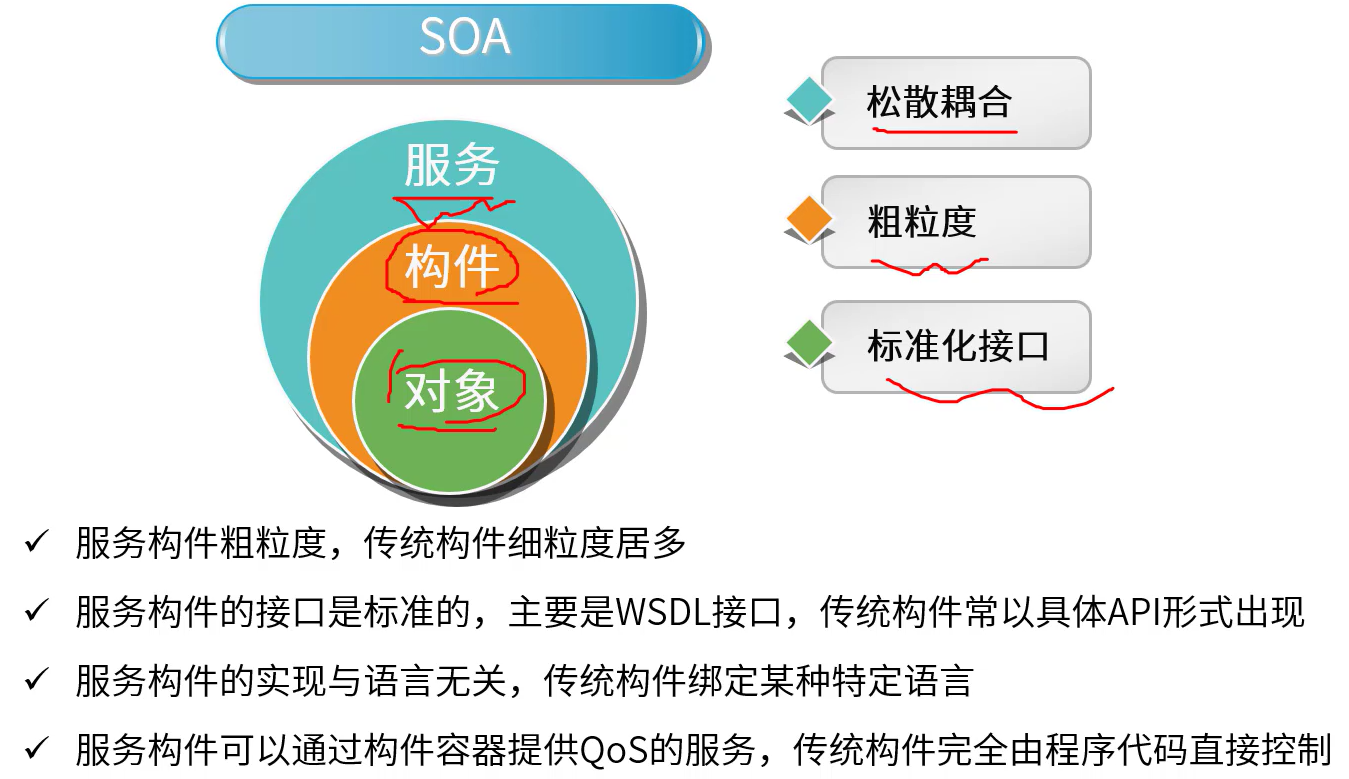 SOA
服务
构件
对象
松散耦合
粗粒度
标准化接口
✓ 服务构件粗粒度，传统构件细粒度居多
✓ 服务构件的接口是标准的，主要是WSDL接口，传统构件常以具体API形式出现
✓ 服务构件的实现与语言无关，传统构件绑定某种特定语言
✓ 服务构件可以通过构件容器提供QoS的服务，传统构件完全由程序代码直接控制